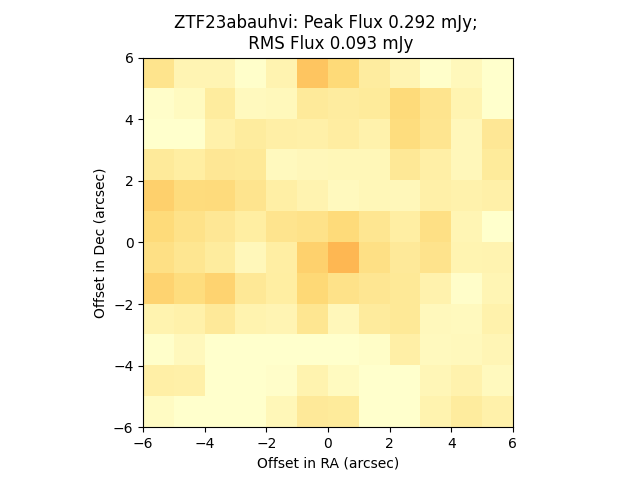 ZTF23abauhvi: Peak Flux 0.292 mJy;
RMS Flux 0.093 mJy
6
4
2
0
−2
−4
−6
Offset in Dec (arcsec)
−6 −4 −2 0 2 4 6
Offset in RA (arcsec)